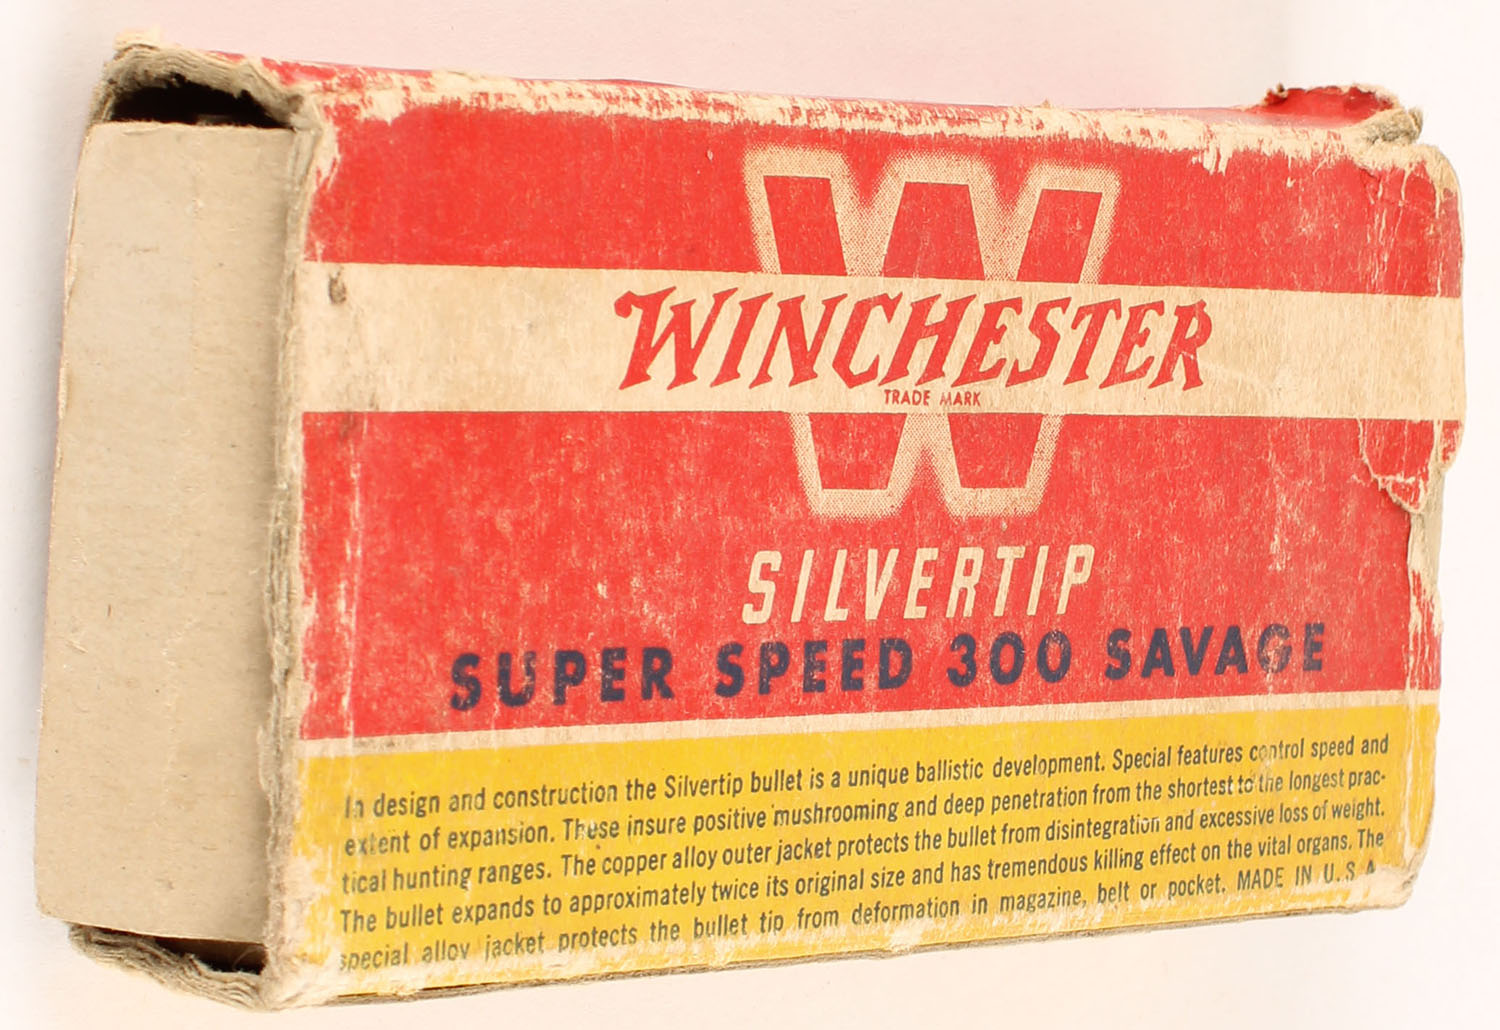 W
WINCHESTER
TRADE MARK
SILVERTIP
SUPER SPEED 300 SAVAGE
In design and construction the Silvertip bullet is a unique ballistic development. Special features control speed and
extent of expansion. These insure positive mushrooming and deep penetration from the shortest to the longest prac-
tical hunting ranges. The copper alloy outer jacket protects the bullet from disintegration and excessive loss of weight.
The bullet expands to approximately twice its original size and has tremendous killing effect on the vital organs. The
special alloy jacket protects the bullet tip from deformation in magazine, belt or pocket. MADE IN U.S.A.